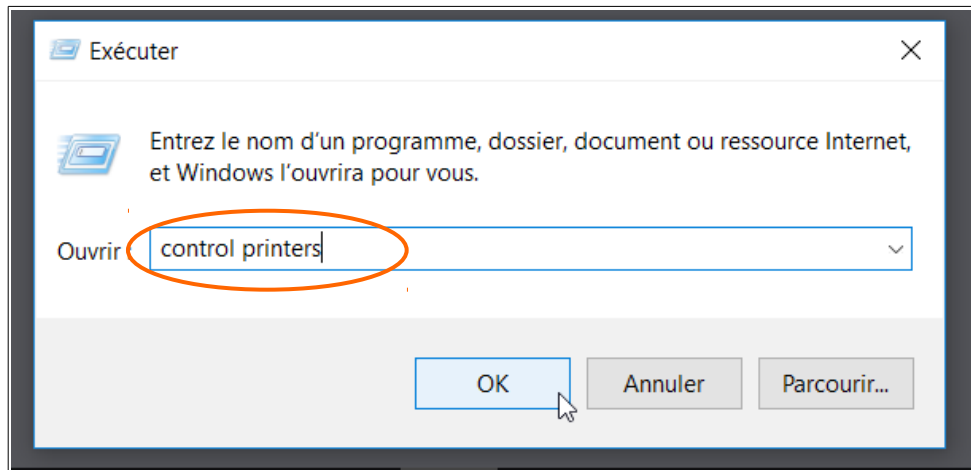 Exécuter
Entrez le nom d’un programme, dossier, document ou ressource Internet,
et Windows l’ouvrira pour vous.
Ouvrir : control printers
OK Annuler Parcourir...